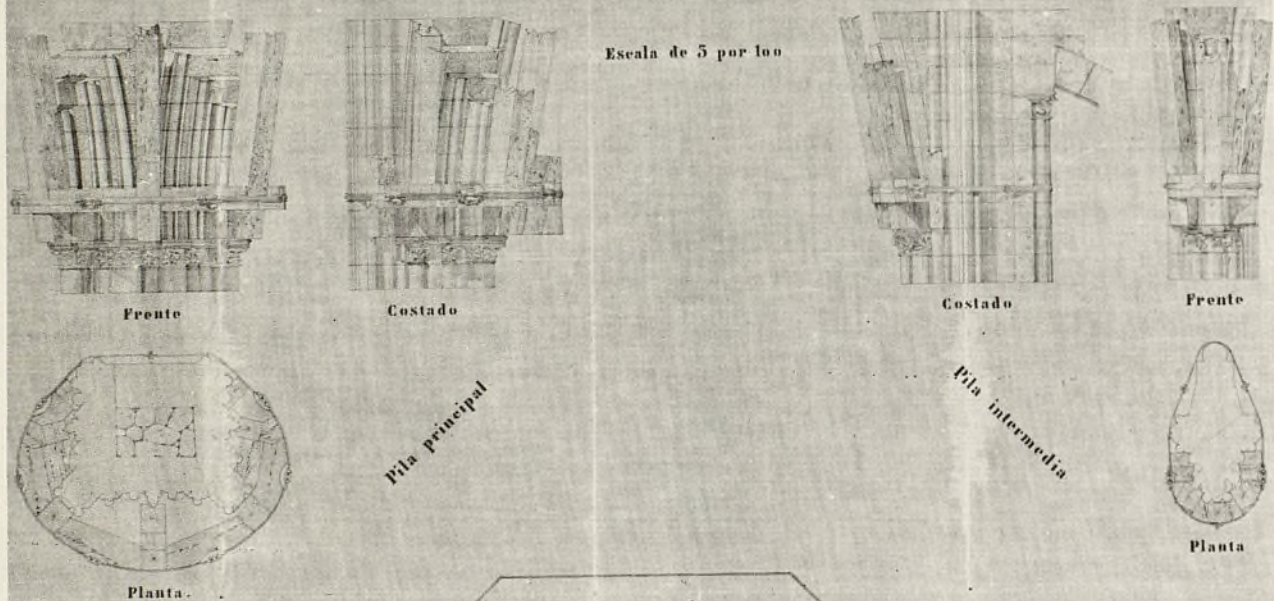 Escala de 5 por 100
Frente
Costado
Costado
Frente
Pila principal
Pila intermedia
Planta
Planta.